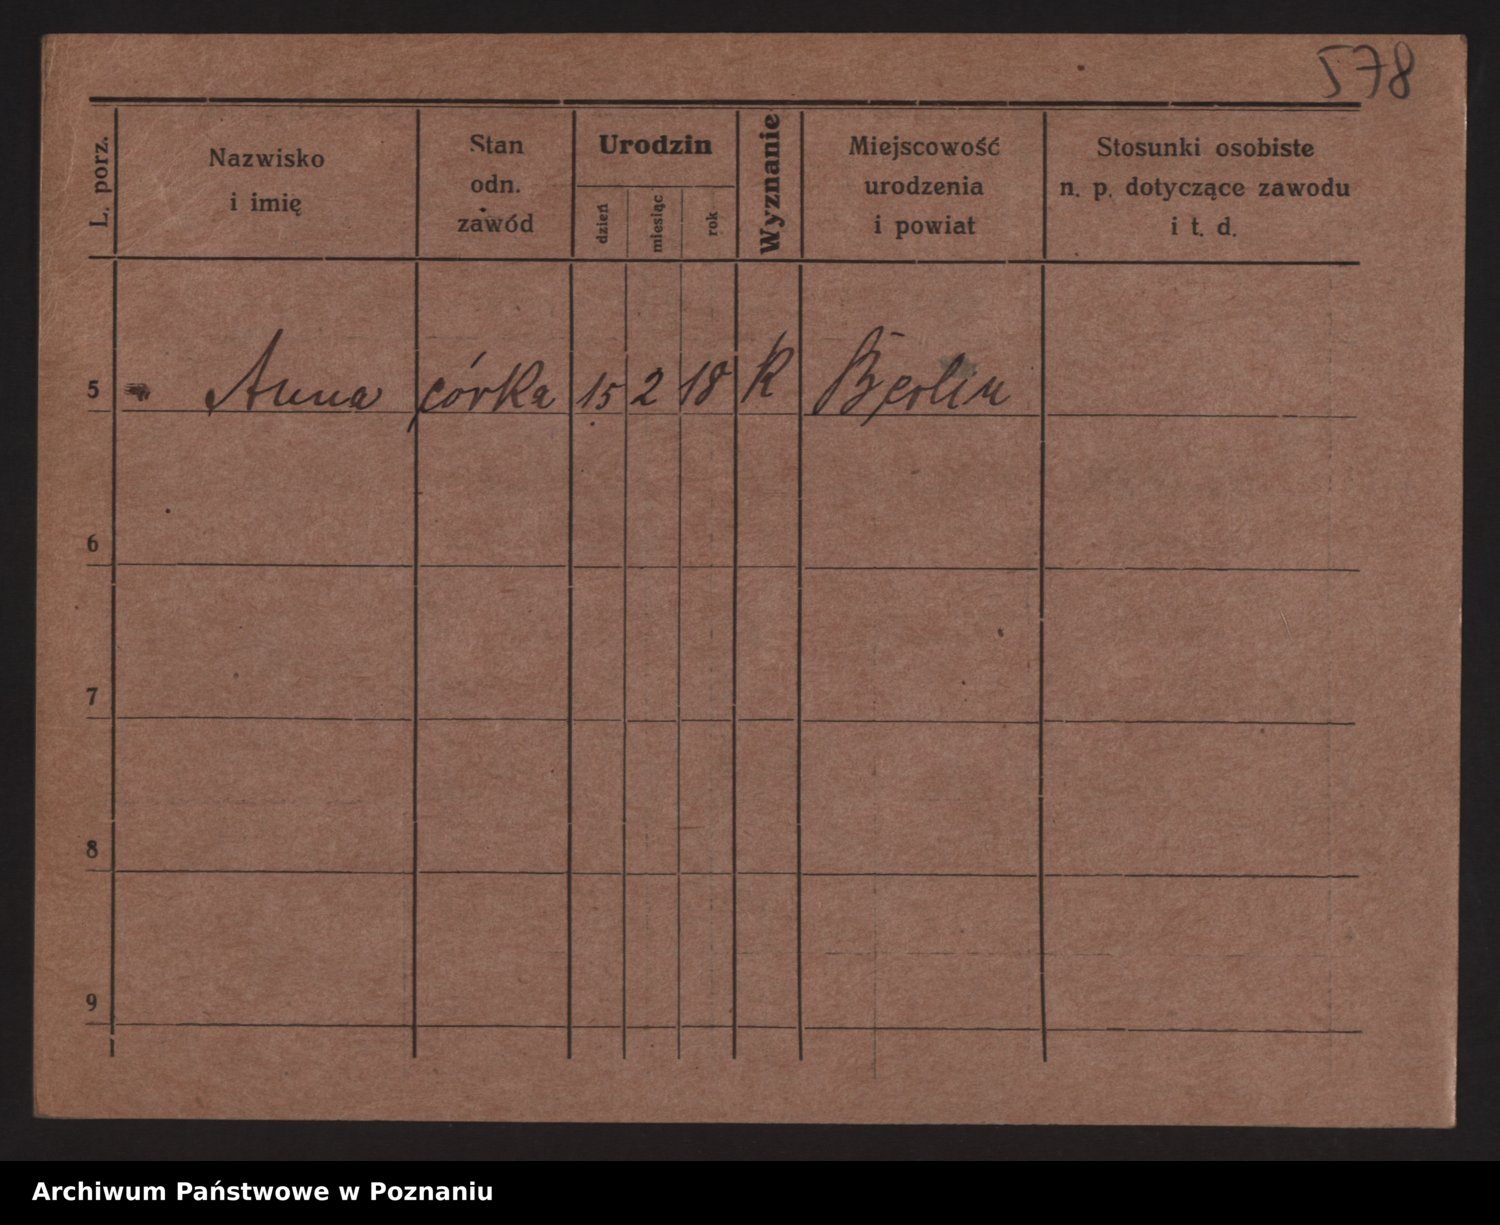 578
L. porz.
Nazwisko
i imię
Stan
odn.
zawód
Urodzin
dzień
miesiąc
rok
Wyznanie
Miejscowość
urodzenia
i powiat
Stosunki osobiste
n. p. dotyczące zawodu
i t. d.
5 Anna córka 15 2 18 K Berlin
6
7
8
9
Archiwum Państwowe w Poznaniu